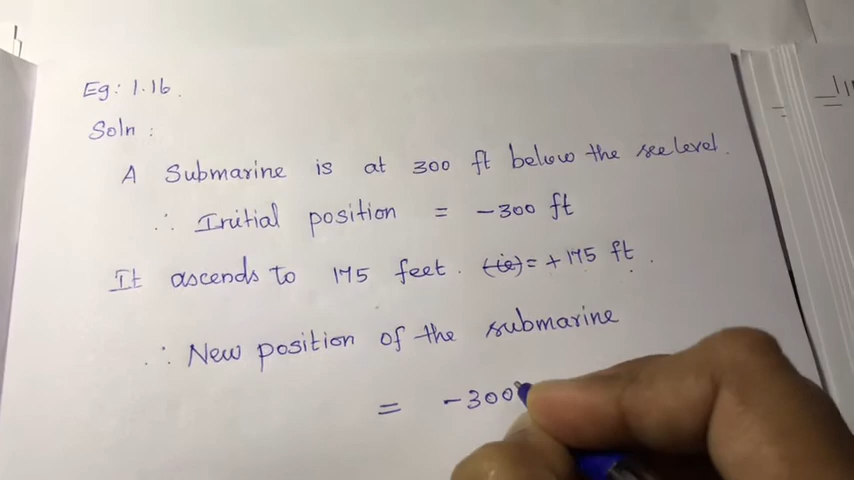 Eg: 1.16.
Soln :
A Submarine is at 300 ft below the see level.
∴ Initial position = -300 ft
It ascends to 175 feet. (ie) = +175 ft.
∴ New position of the submarine
= -300